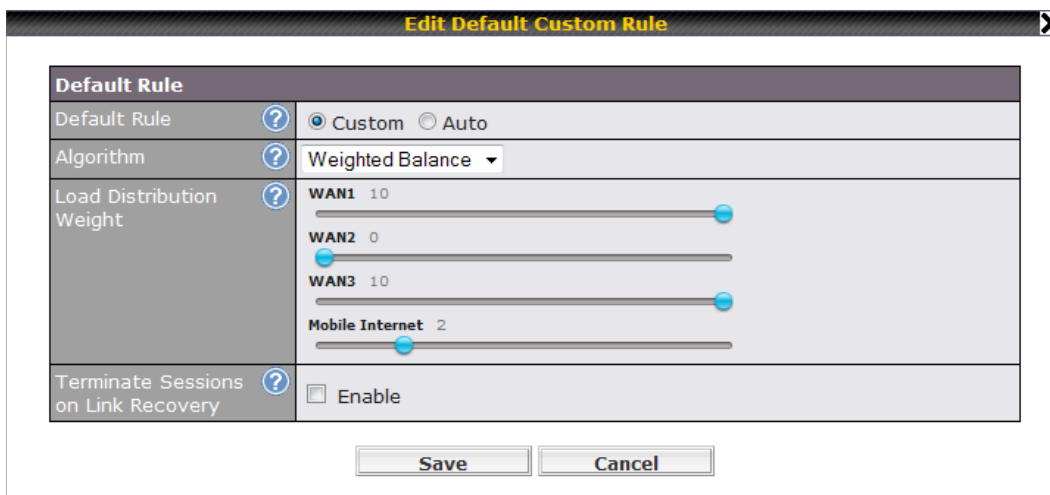 Edit Default Custom Rule
Default Rule
Default Rule ? Custom Auto
Algorithm ? Weighted Balance
Load Distribution Weight ?
WAN1 10
WAN2 0
WAN3 10
Mobile Internet 2
Terminate Sessions on Link Recovery ? Enable
Save Cancel